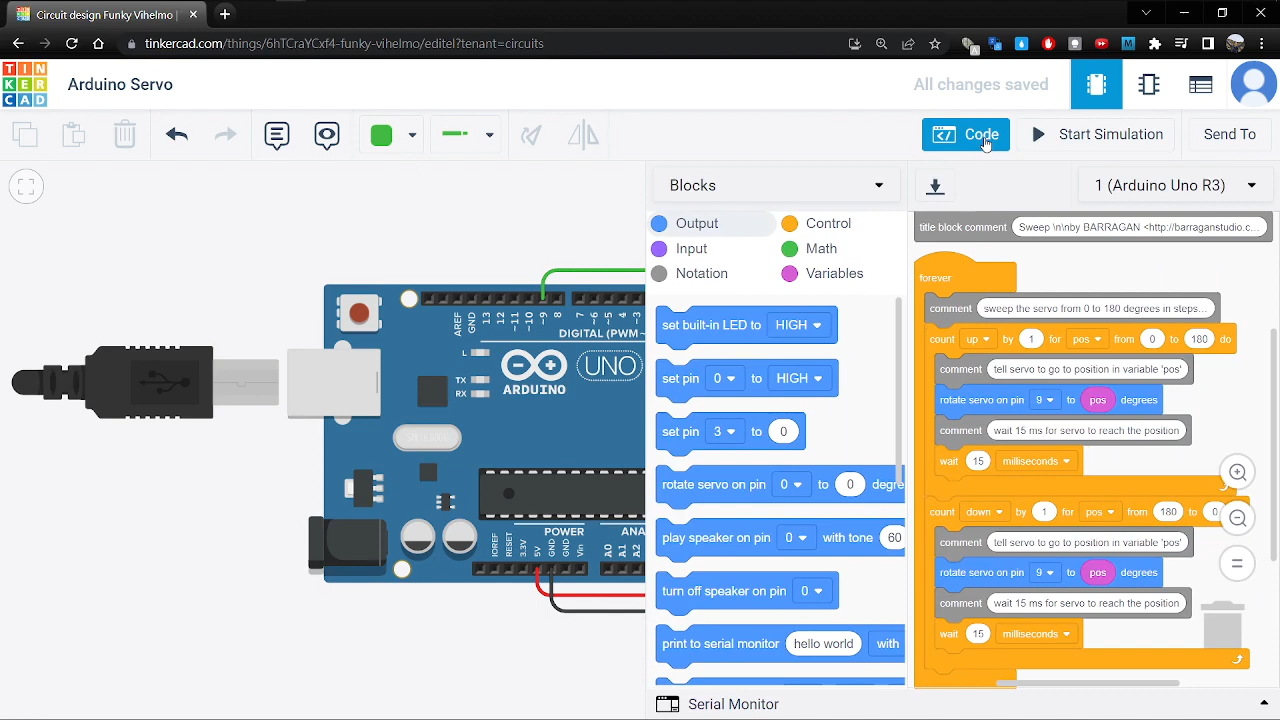 Circuit design Funky Vihelmo |
tinkercad.com/things/6hTCraYCxf4-funky-vihelmo/editel?tenant=circuits
TIN
KER
CAD
Arduino Servo
All changes saved
Code
Start Simulation
Send To
Blocks
1 (Arduino Uno R3)
Output
Control
Input
Math
Notation
Variables
set built-in LED to HIGH
set pin 0 to HIGH
set pin 3 to 0
rotate servo on pin 0 to 0 degre
play speaker on pin 0 with tone 60
turn off speaker on pin 0
print to serial monitor hello world with
title block comment Sweep \n\nby BARRAGAN <http://barraganstudio.c...
forever
comment sweep the servo from 0 to 180 degrees in steps...
count up by 1 for pos from 0 to 180 do
comment tell servo to go to position in variable 'pos'
rotate servo on pin 9 to pos degrees
comment wait 15 ms for servo to reach the position
wait 15 milliseconds
count down by 1 for pos from 180 to 0
comment tell servo to go to position in variable 'pos'
rotate servo on pin 9 to pos degrees
comment wait 15 ms for servo to reach the position
wait 15 milliseconds
AREF
GND
13
12
~11
~10
~9
8
7
~6
~5
4
~3
DIGITAL (PWM~
L
TX
RX
UNO
ARDUINO
POWER
ANA
IOREF
RESET
3.3V
5V
GND
GND
Vin
A0
A1
A2
Serial Monitor